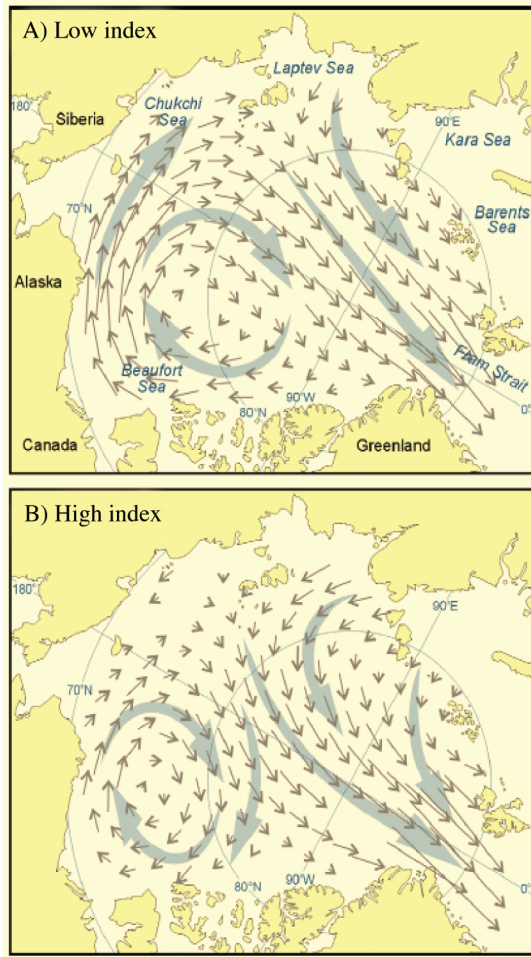 A) Low index
Laptev Sea
180°
Siberia
Chukchi
Sea
90°E
Kara Sea
70°N
Barents
Sea
Alaska
Fram Strait
Beaufort
Sea
0°
80°N
90°W
Canada
Greenland
B) High index
180°
90°E
70°N
0°
80°N
90°W